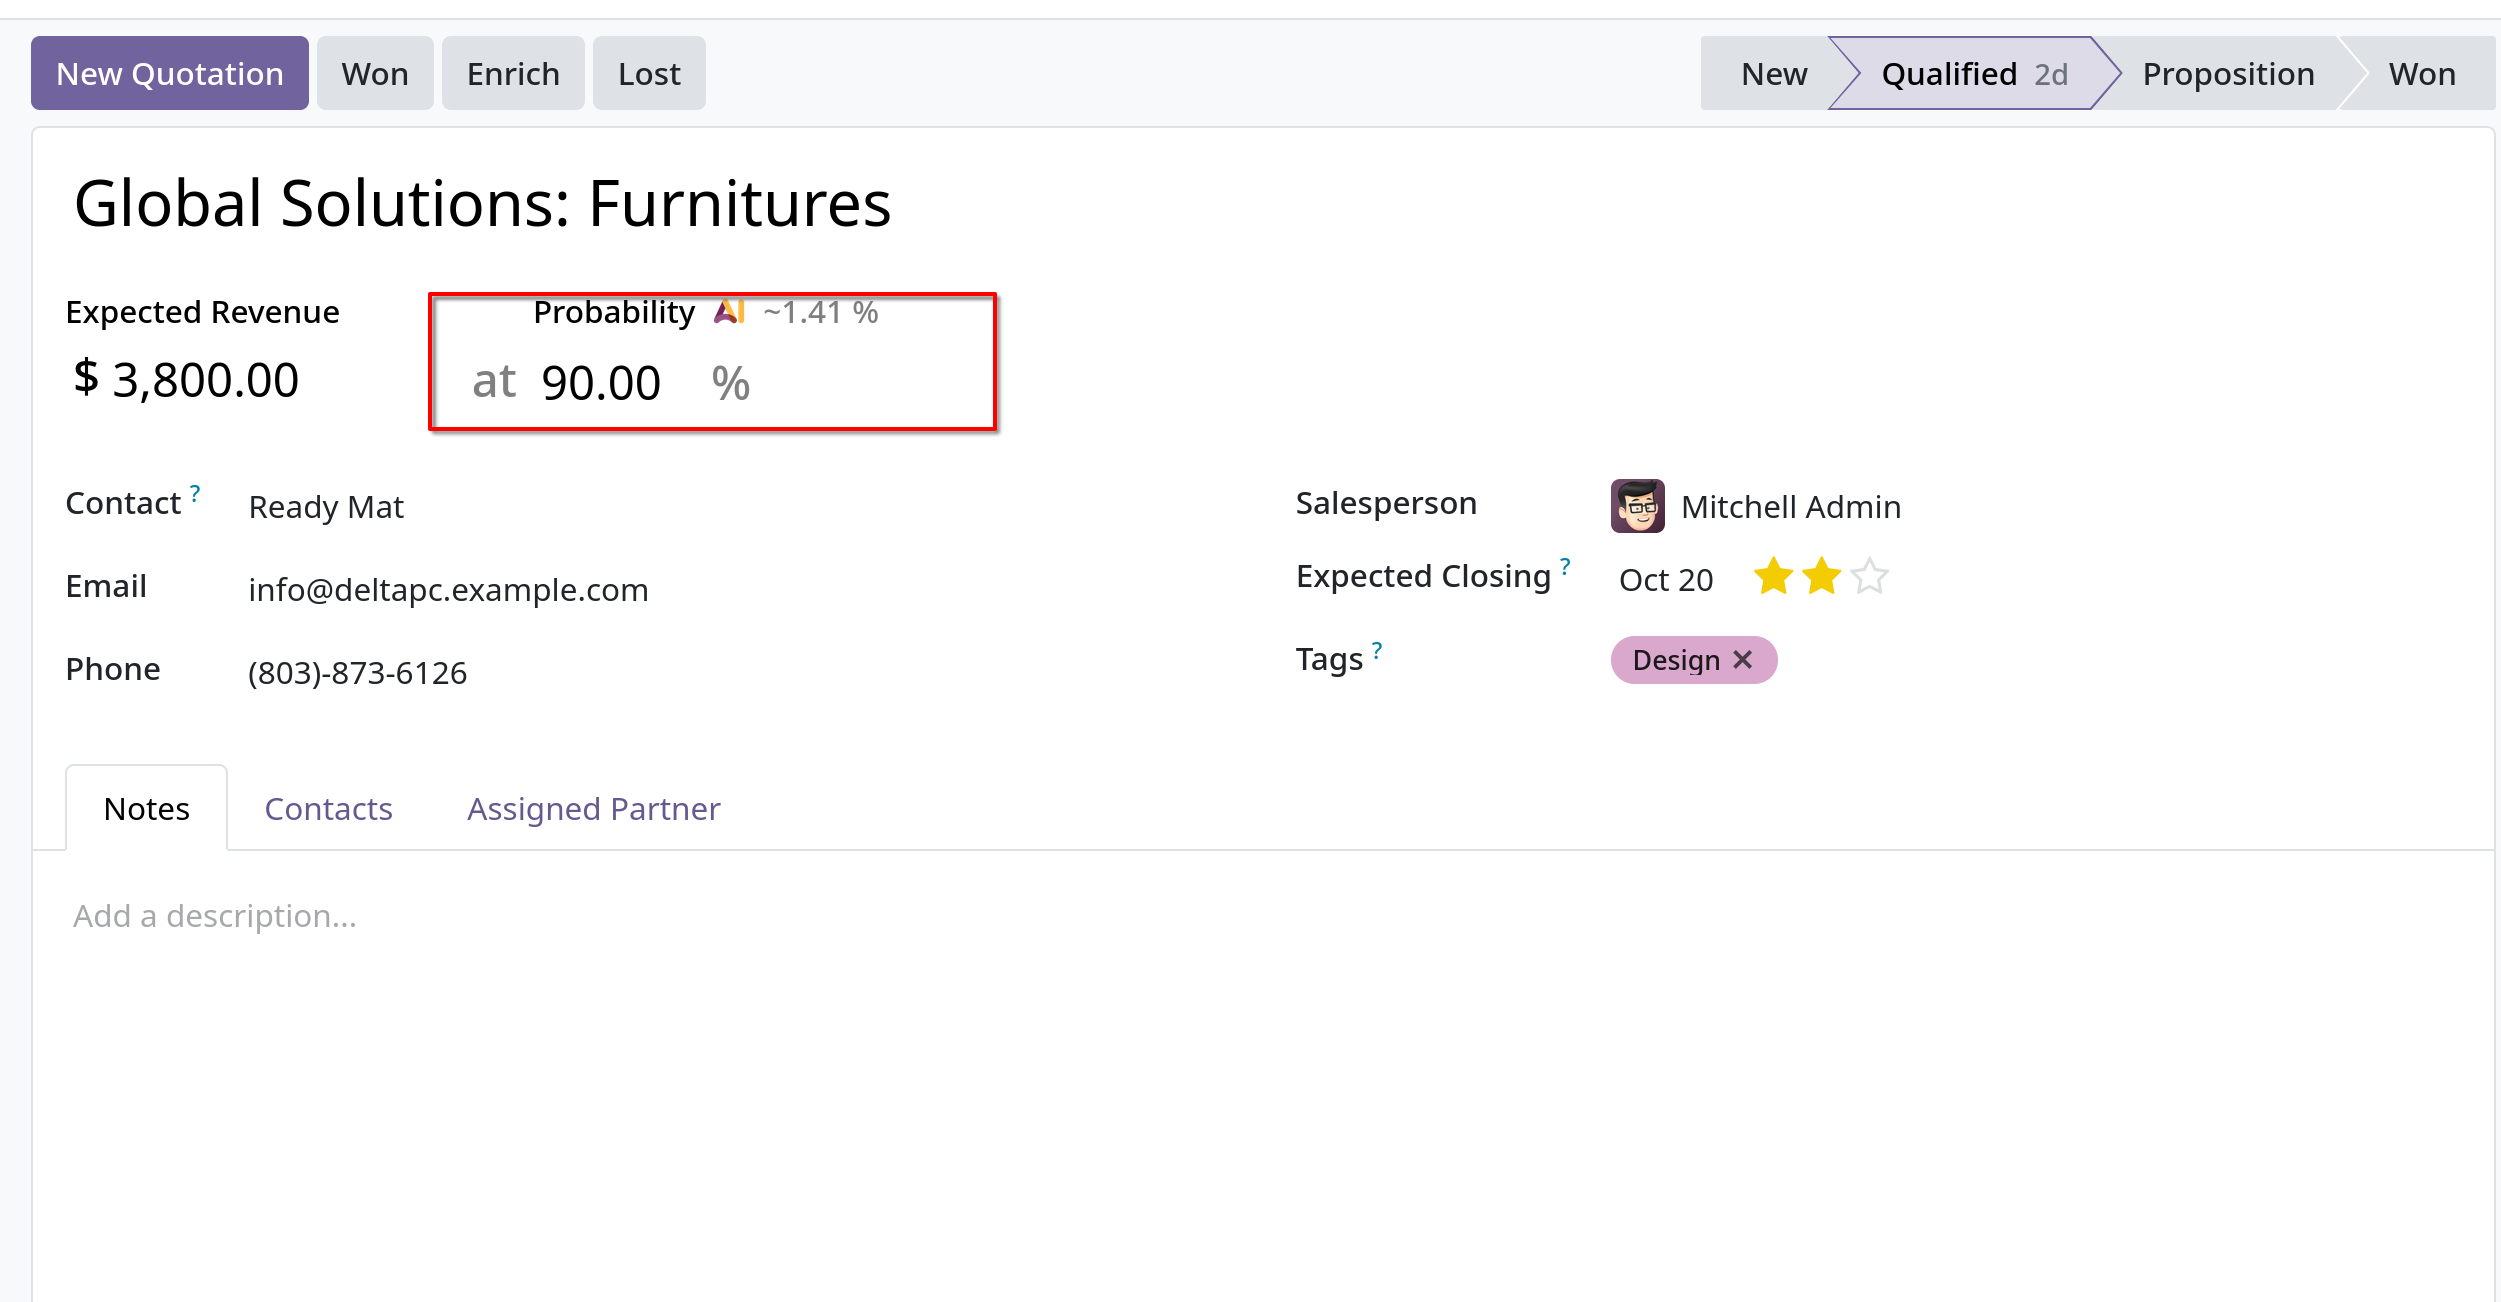 New Quotation Won Enrich Lost New Qualified 2d Proposition Won
Global Solutions: Furnitures
Expected Revenue Probability AI ~1.41 %
$ 3,800.00 at 90.00 %
Contact ? Ready Mat Salesperson Mitchell Admin
Expected Closing ? Oct 20
Email info@deltapc.example.com
Tags ? Design ✕
Phone (803)-873-6126
Notes Contacts Assigned Partner
Add a description...